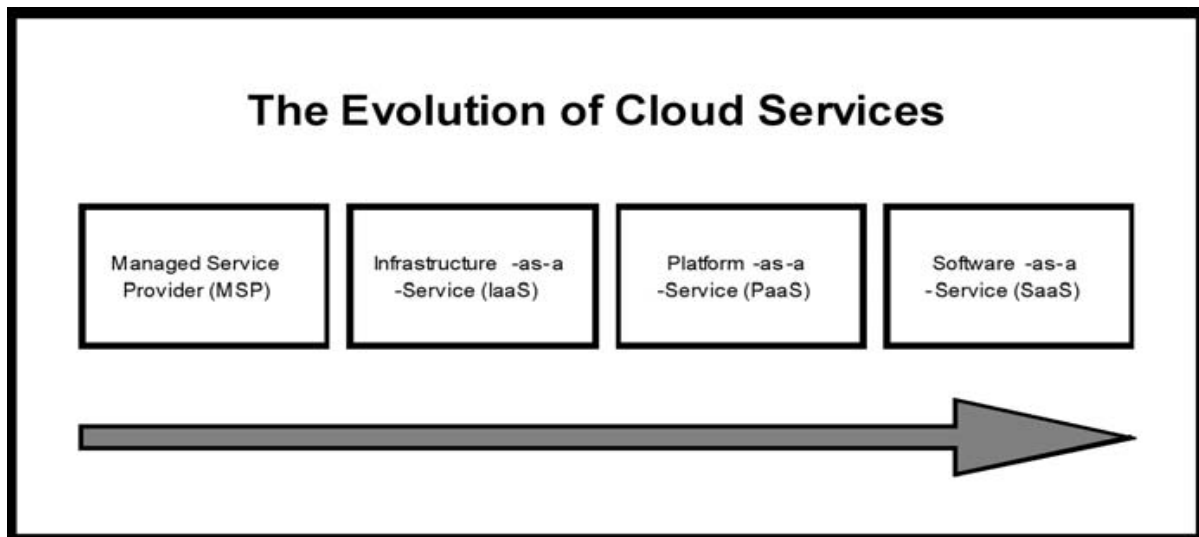 The Evolution of Cloud Services
Managed Service
Provider (MSP)
Infrastructure -as-a
-Service (IaaS)
Platform -as-a
-Service (PaaS)
Software -as-a
-Service (SaaS)